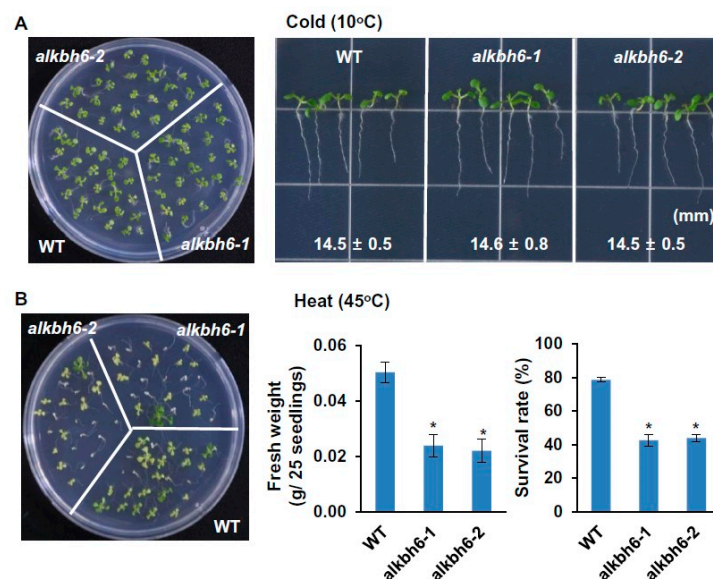 A
Cold (10°C)
alkbh6-2
WT
alkbh6-1
WT
alkbh6-1
alkbh6-2
(mm)
14.5 ± 0.5
14.6 ± 0.8
14.5 ± 0.5
B
Heat (45°C)
alkbh6-2
alkbh6-1
WT
Fresh weight
(g/ 25 seedlings)
0.06
0.04
0.02
0.00
*
*
WT
alkbh6-1
alkbh6-2
Survival rate (%)
100
80
60
40
20
0
*
*
WT
alkbh6-1
alkbh6-2